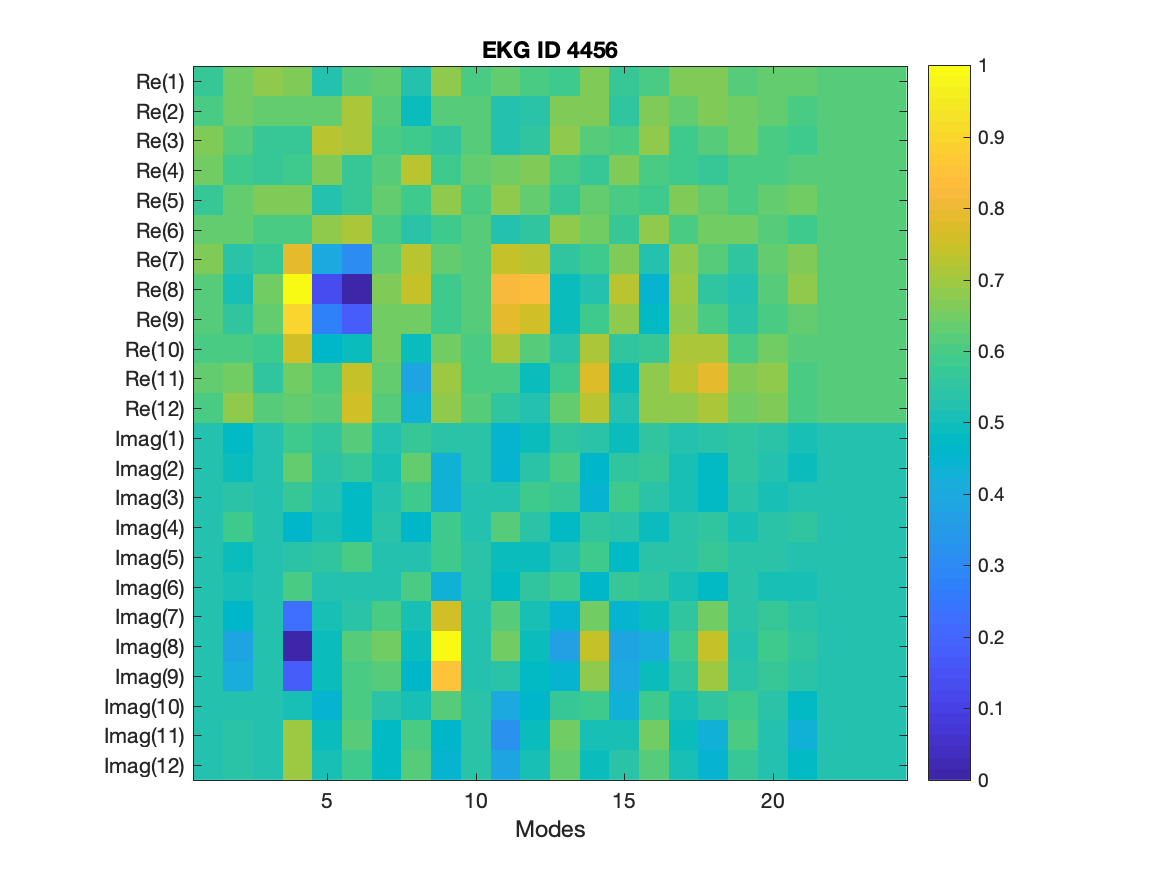 EKG ID 4456
Re(1)
Re(2)
Re(3)
Re(4)
Re(5)
Re(6)
Re(7)
Re(8)
Re(9)
Re(10)
Re(11)
Re(12)
Imag(1)
Imag(2)
Imag(3)
Imag(4)
Imag(5)
Imag(6)
Imag(7)
Imag(8)
Imag(9)
Imag(10)
Imag(11)
Imag(12)
5 10 15 20
Modes
1
0.9
0.8
0.7
0.6
0.5
0.4
0.3
0.2
0.1
0